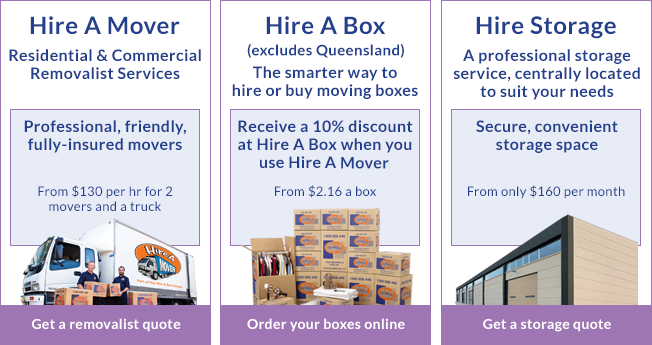 Hire A Mover
Residential & Commercial
Removalist Services
Professional, friendly,
fully-insured movers
From $130 per hr for 2
movers and a truck
Hire A
MOVER
Get a removalist quote
Hire A Box
(excludes Queensland)
The smarter way to
hire or buy moving boxes
Receive a 10% discount
at Hire A Box when you
use Hire A Mover
From $2.16 a box
Order your boxes online
Hire Storage
A professional storage
service, centrally located
to suit your needs
Secure, convenient
storage space
From only $160 per month
Get a storage quote